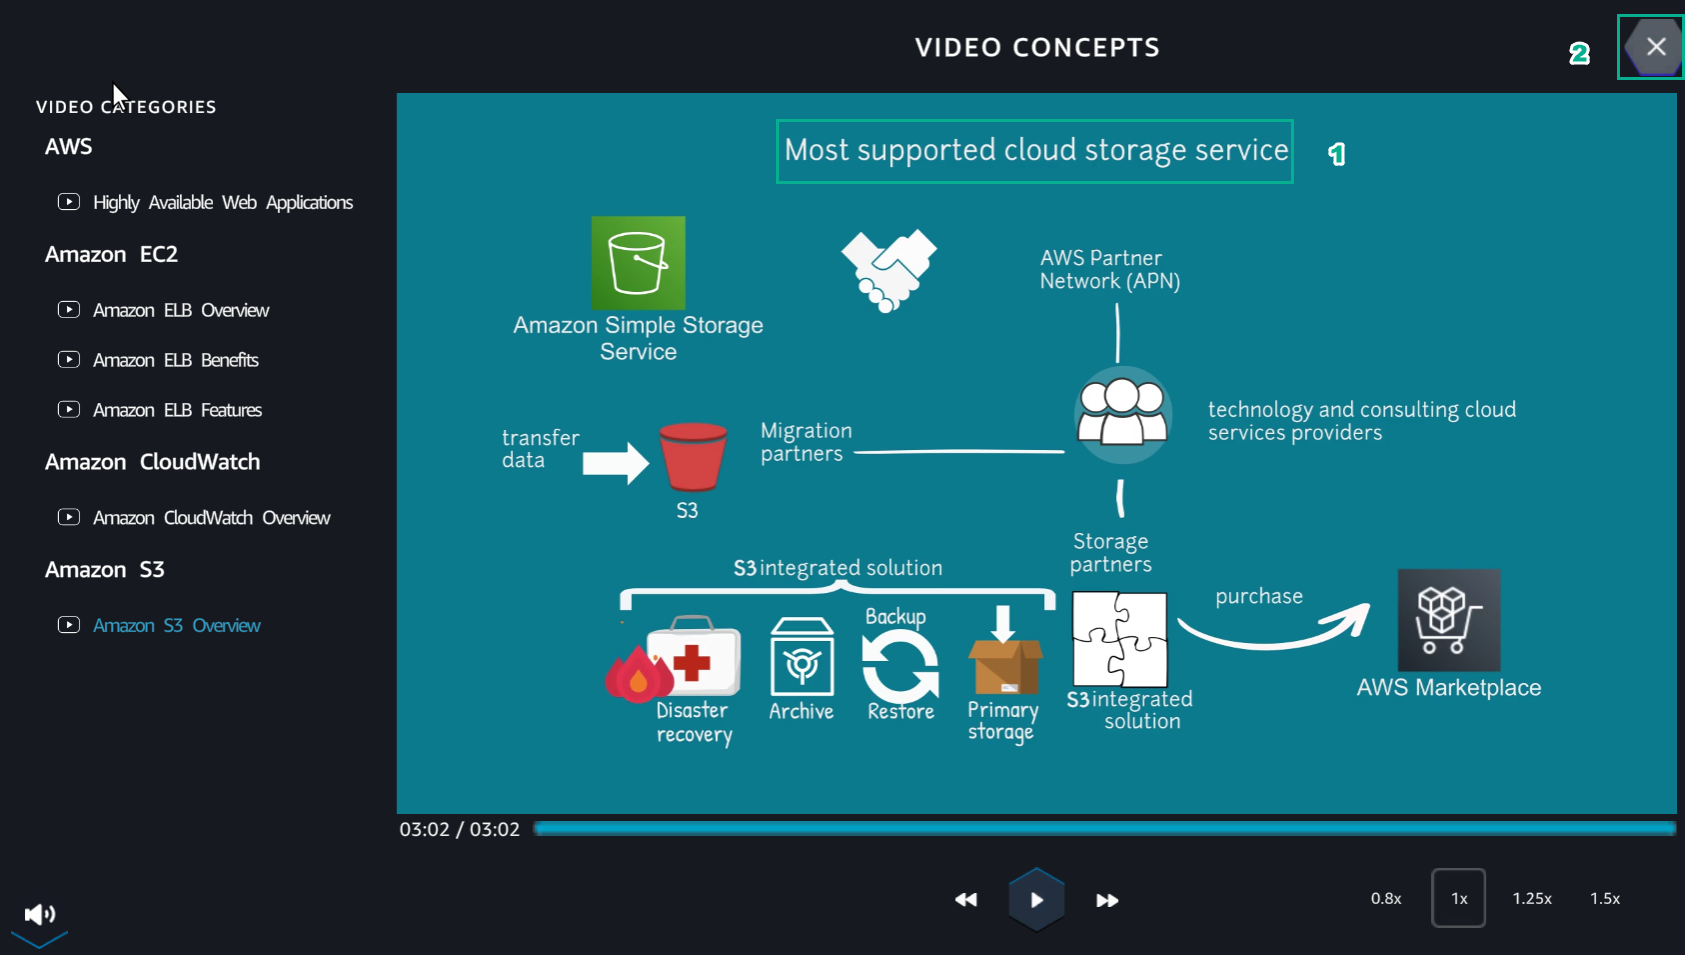 VIDEO CONCEPTS
2
VIDEO CATEGORIES
AWS
Highly Available Web Applications
Amazon EC2
Amazon ELB Overview
Amazon ELB Benefits
Amazon ELB Features
Amazon CloudWatch
Amazon CloudWatch Overview
Amazon S3
Amazon S3 Overview
Most supported cloud storage service
1
Amazon Simple Storage
Service
AWS Partner
Network (APN)
technology and consulting cloud
services providers
transfer
data
S3
Migration
partners
Storage
partners
S3 integrated solution
Disaster
recovery
Archive
Backup
Restore
Primary
storage
S3 integrated
solution
purchase
AWS Marketplace
03:02 / 03:02
0.8x
1x
1.25x
1.5x